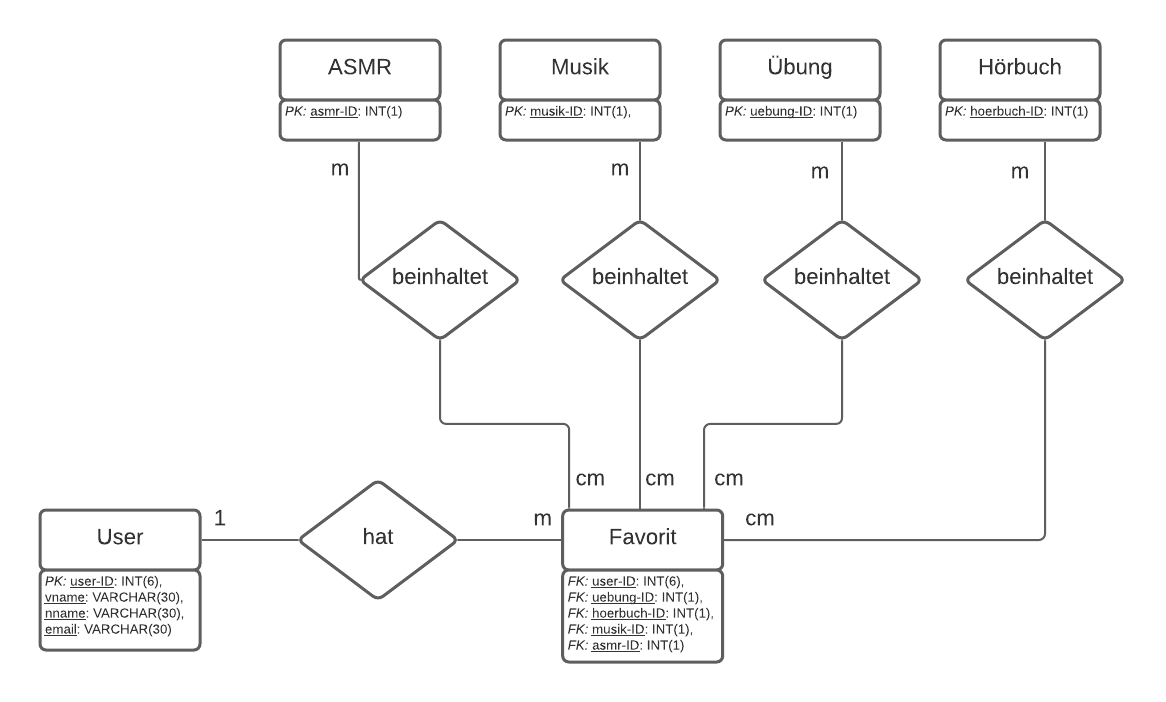 ASMR
PK: asmr-ID: INT(1)
Musik
PK: musik-ID: INT(1),
Übung
PK: uebung-ID: INT(1)
Hörbuch
PK: hoerbuch-ID: INT(1)
m
m
m
m
beinhaltet
beinhaltet
beinhaltet
beinhaltet
cm
cm
cm
cm
User
1
hat
m
Favorit
PK: user-ID: INT(6),
vname: VARCHAR(30),
nname: VARCHAR(30),
email: VARCHAR(30)
FK: user-ID: INT(6),
FK: uebung-ID: INT(1),
FK: hoerbuch-ID: INT(1),
FK: musik-ID: INT(1),
FK: asmr-ID: INT(1)